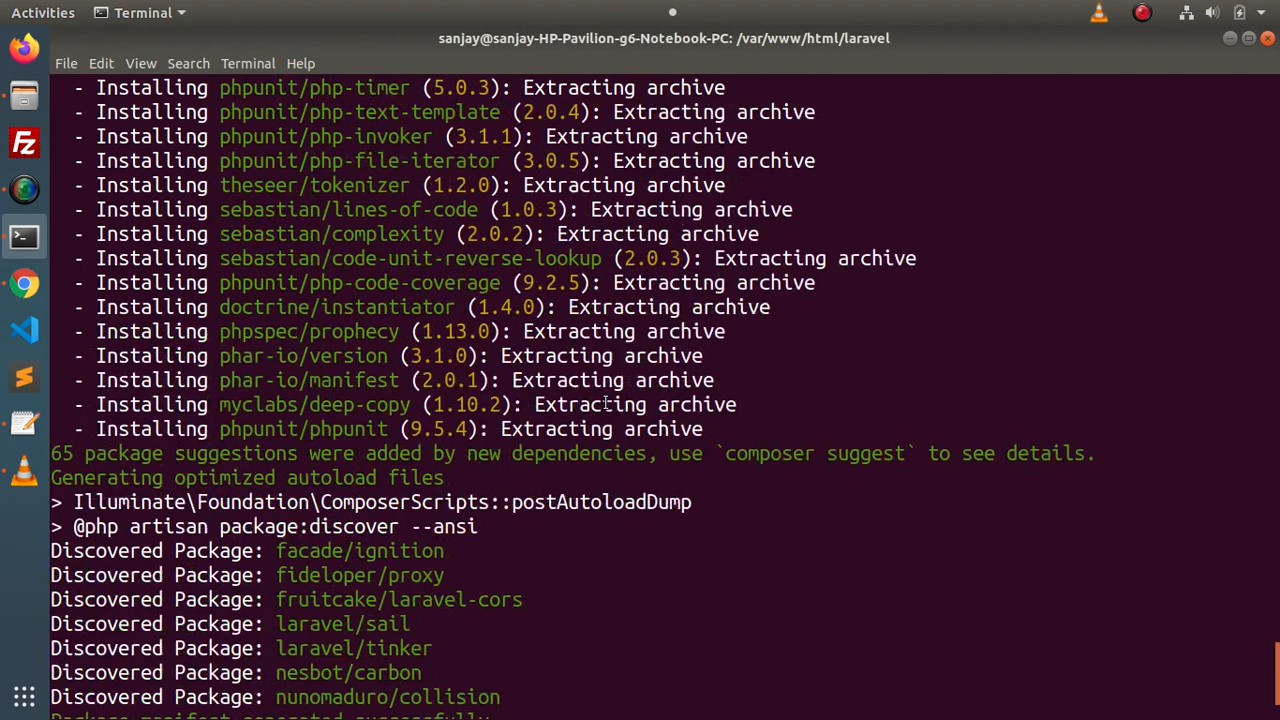 Activities
Terminal
sanjay@sanjay-HP-Pavilion-g6-Notebook-PC: /var/www/html/laravel
File Edit View Search Terminal Help
- Installing phpunit/php-timer (5.0.3): Extracting archive
- Installing phpunit/php-text-template (2.0.4): Extracting archive
- Installing phpunit/php-invoker (3.1.1): Extracting archive
- Installing phpunit/php-file-iterator (3.0.5): Extracting archive
- Installing theseer/tokenizer (1.2.0): Extracting archive
- Installing sebastian/lines-of-code (1.0.3): Extracting archive
- Installing sebastian/complexity (2.0.2): Extracting archive
- Installing sebastian/code-unit-reverse-lookup (2.0.3): Extracting archive
- Installing phpunit/php-code-coverage (9.2.5): Extracting archive
- Installing doctrine/instantiator (1.4.0): Extracting archive
- Installing phpspec/prophecy (1.13.0): Extracting archive
- Installing phar-io/version (3.1.0): Extracting archive
- Installing phar-io/manifest (2.0.1): Extracting archive
- Installing myclabs/deep-copy (1.10.2): Extracting archive
- Installing phpunit/phpunit (9.5.4): Extracting archive
65 package suggestions were added by new dependencies, use `composer suggest` to see details.
Generating optimized autoload files
> Illuminate\Foundation\ComposerScripts::postAutoloadDump
> @php artisan package:discover --ansi
Discovered Package: facade/ignition
Discovered Package: fideloper/proxy
Discovered Package: fruitcake/laravel-cors
Discovered Package: laravel/sail
Discovered Package: laravel/tinker
Discovered Package: nesbot/carbon
Discovered Package: nunomaduro/collision
Package manifest generated successfully